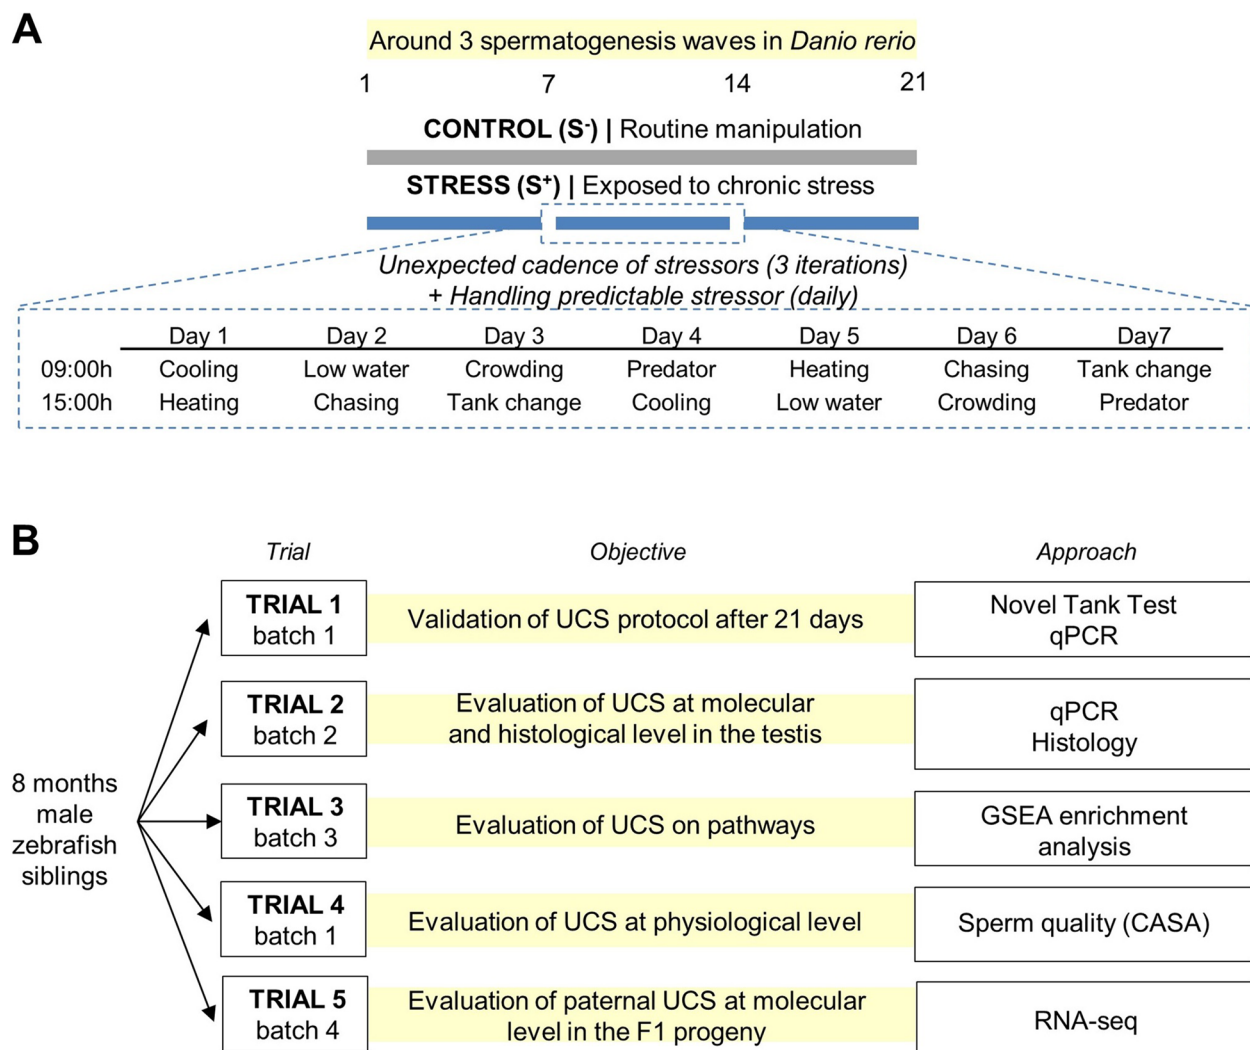 A
Around 3 spermatogenesis waves in Danio rerio
1 7 14 21
CONTROL (S-) | Routine manipulation
STRESS (S+) | Exposed to chronic stress
Unexpected cadence of stressors (3 iterations)
+ Handling predictable stressor (daily)
Day 1 Day 2 Day 3 Day 4 Day 5 Day 6 Day7
09:00h Cooling Low water Crowding Predator Heating Chasing Tank change
15:00h Heating Chasing Tank change Cooling Low water Crowding Predator
B
Trial Objective Approach
8 months
male
zebrafish
siblings
TRIAL 1
batch 1
Validation of UCS protocol after 21 days
Novel Tank Test
qPCR
TRIAL 2
batch 2
Evaluation of UCS at molecular
and histological level in the testis
qPCR
Histology
TRIAL 3
batch 3
Evaluation of UCS on pathways
GSEA enrichment
analysis
TRIAL 4
batch 1
Evaluation of UCS at physiological level
Sperm quality (CASA)
TRIAL 5
batch 4
Evaluation of paternal UCS at molecular
level in the F1 progeny
RNA-seq